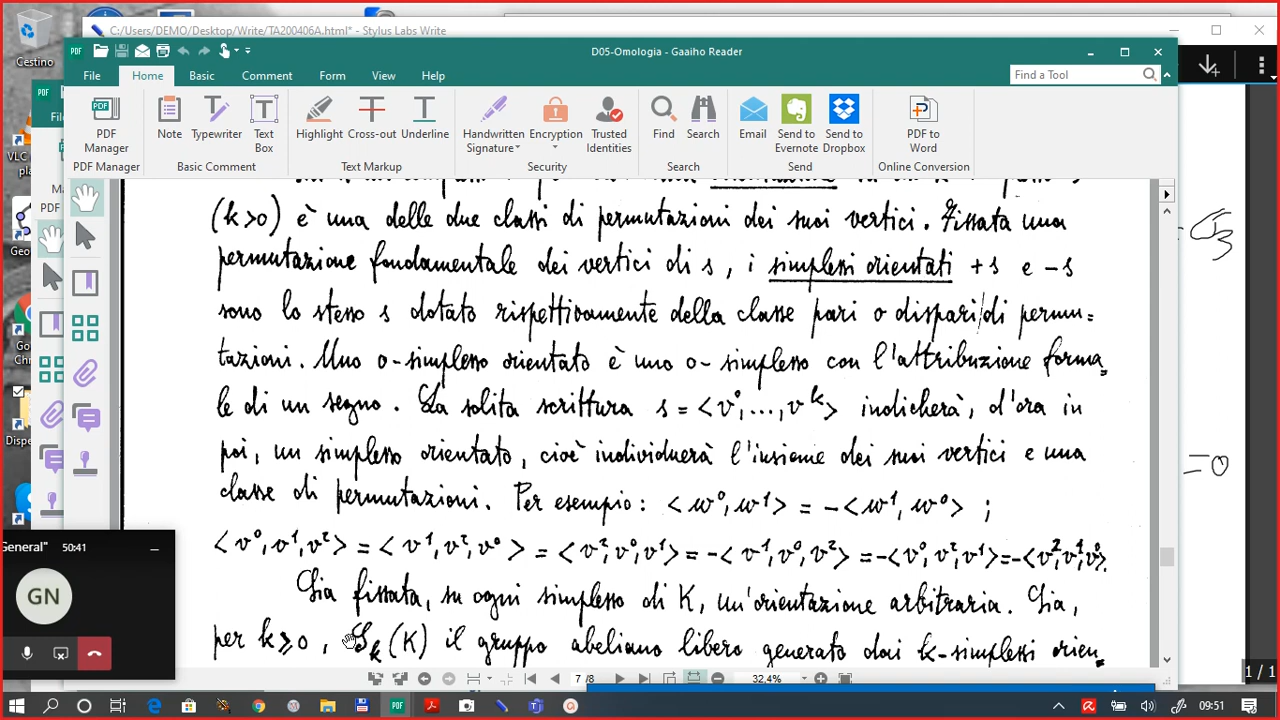 Cestino
C:/Users/DEMO/Desktop/Write/TA200406A.html* - Stylus Labs Write
D05-Omologia - Gaaiho Reader
File Home Basic Comment Form View Help
Find a Tool
PDF Manager
Note
Typewriter
Text Box
Highlight
Cross-out
Underline
Handwritten Signature
Encryption
Trusted Identities
Find
Search
Email
Send to Evernote
Send to Dropbox
PDF to Word
PDF Manager
Basic Comment
Text Markup
Security
Search
Send
Online Conversion
(k>0) è una delle due classi di permutazioni dei suoi vertici. Fissata una
permutazione fondamentale dei vertici di s, i simplessi orientati +s e -s
sono lo stesso s dotato rispettivamente della classe pari o dispari di permu=
tazioni. Uno 0-simplesso orientato è uno 0-simplesso con l'attribuzione forma=
le di un segno. La solita scrittura s = <v⁰, ..., vᵏ> indicherà, d'ora in
poi, un simplesso orientato, cioè individuerà l'insieme dei suoi vertici e una
classe di permutazioni. Per esempio: <w⁰, w¹> = -<w¹, w⁰> ;
<v⁰, v¹, v²> = <v¹, v², v⁰> = <v², v⁰, v¹> = -<v¹, v⁰, v²> = -<v⁰, v², v¹> = -<v², v¹, v⁰>.
Sia fissata, su ogni simplesso di K, un'orientazione arbitraria. Sia,
per k≥0, Sₖ(K) il gruppo abeliano libero generato dai k-simplessi orien=
=0
General" 50:41
GN
7 /8
32,4%
1 / 1
09:51